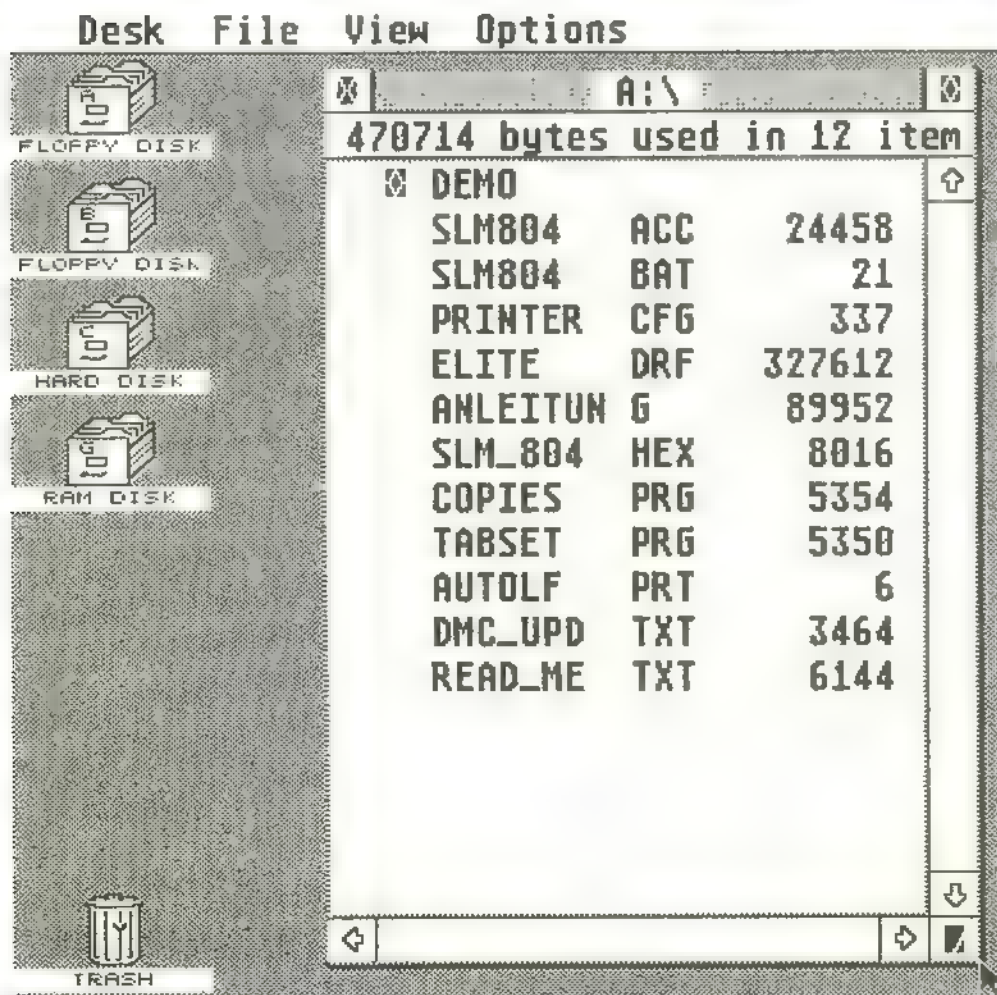 Desk File View Options
A:\
470714 bytes used in 12 item
DEMO
SLM804 ACC 24458
SLM804 BAT 21
PRINTER CFG 337
ELITE DRF 327612
ANLEITUN G 89952
SLM_804 HEX 8016
COPIES PRG 5354
TABSET PRG 5350
AUTOLF PRT 6
DMC_UPD TXT 3464
READ_ME TXT 6144
A
FLOPPY DISK
B
FLOPPY DISK
C
HARD DISK
G
RAM DISK
TRASH